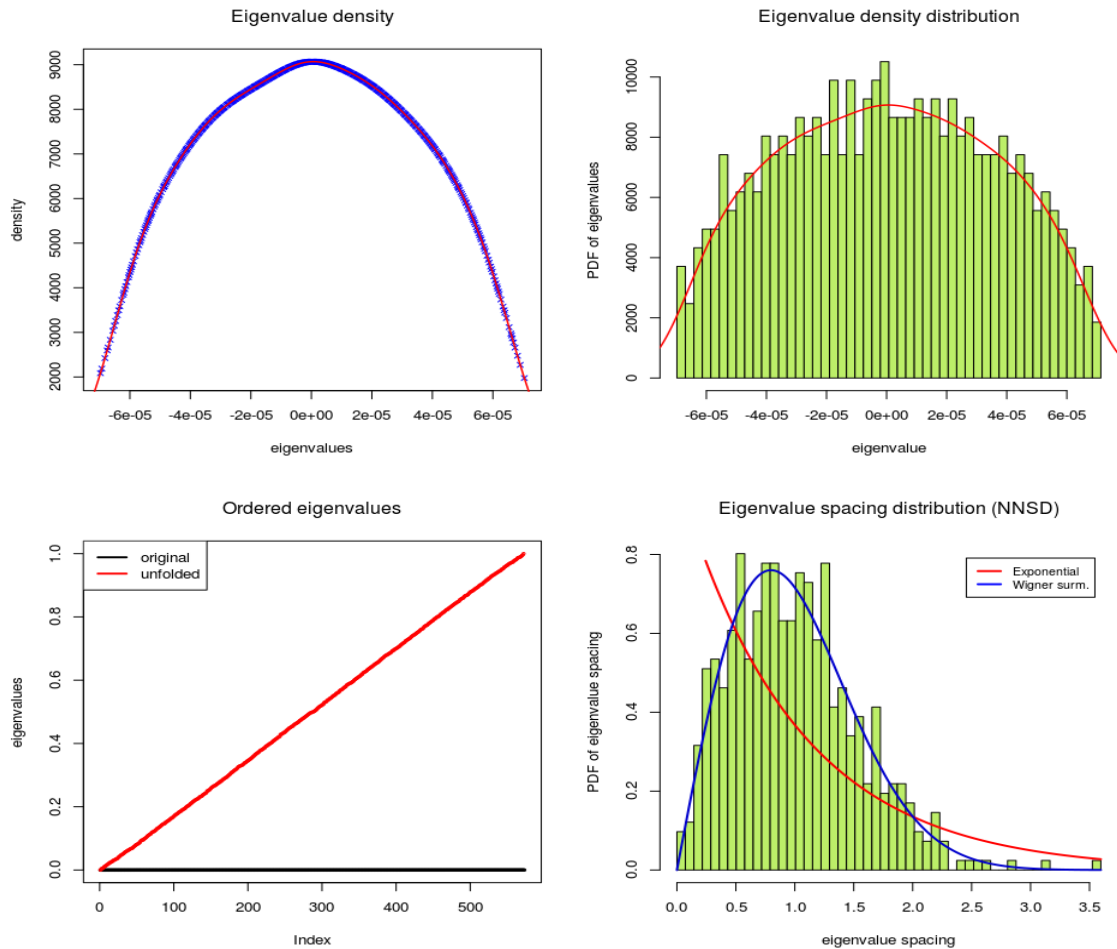 Eigenvalue density
density
9000
8000
7000
6000
5000
4000
3000
2000
-6e-05 -4e-05 -2e-05 0e+00 2e-05 4e-05 6e-05
eigenvalues
Eigenvalue density distribution
PDF of eigenvalues
10000
8000
6000
4000
2000
0
-6e-05 -4e-05 -2e-05 0e+00 2e-05 4e-05 6e-05
eigenvalue
Ordered eigenvalues
original
unfolded
eigenvalues
1.0
0.8
0.6
0.4
0.2
0.0
0 100 200 300 400 500
Index
Eigenvalue spacing distribution (NNSD)
Exponential
Wigner surm.
PDF of eigenvalue spacing
0.8
0.6
0.4
0.2
0.0
0.0 0.5 1.0 1.5 2.0 2.5 3.0 3.5
eigenvalue spacing